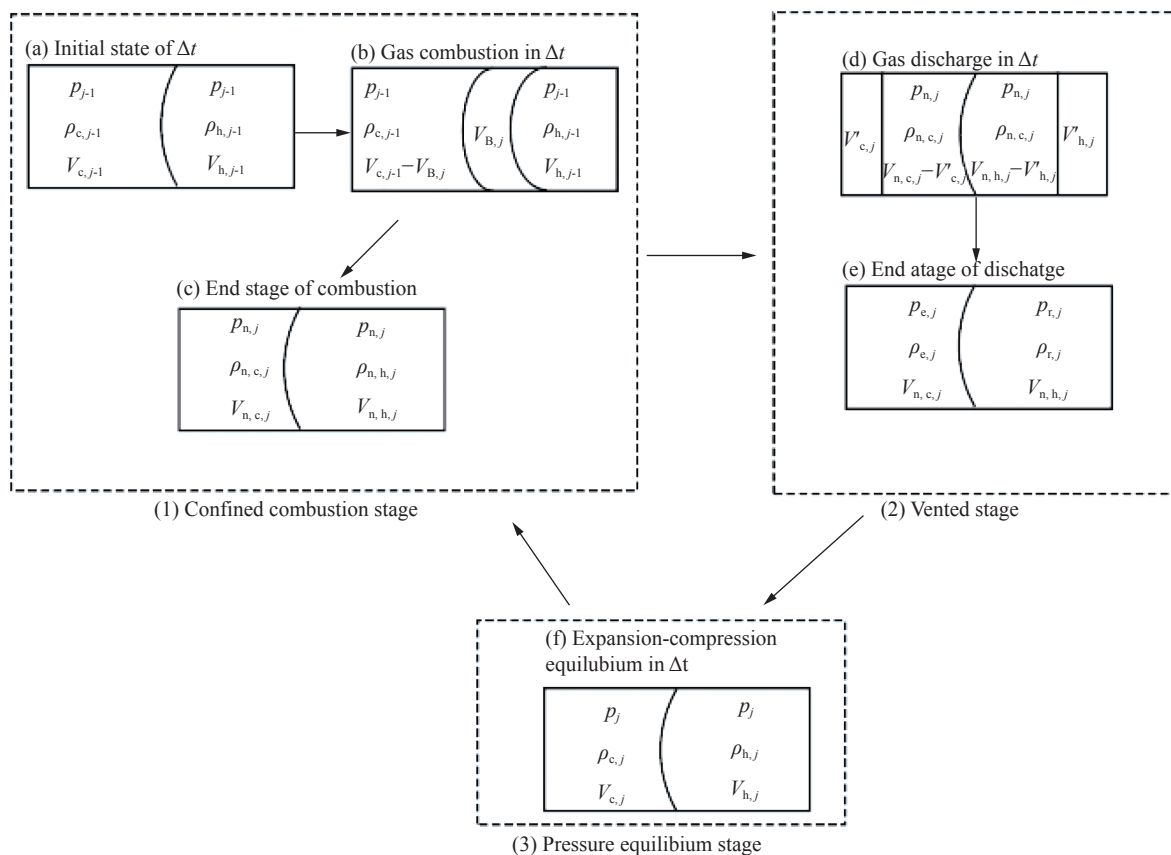 (a) Initial state of Δt
p_{j-1}
ρ_{c,j-1}
V_{c,j-1}
p_{j-1}
ρ_{h,j-1}
V_{h,j-1}
(b) Gas combustion in Δt
p_{j-1}
ρ_{c,j-1}
V_{c,j-1}−V_{B,j}
V_{B,j}
p_{j-1}
ρ_{h,j-1}
V_{h,j-1}
(c) End stage of combustion
p_{n,j}
ρ_{n,c,j}
V_{n,c,j}
p_{n,j}
ρ_{n,h,j}
V_{n,h,j}
(1) Confined combustion stage
(d) Gas discharge in Δt
V'_{c,j}
p_{n,j}
ρ_{n,c,j}
V_{n,c,j}−V'_{c,j}
p_{n,j}
ρ_{n,c,j}
V_{n,h,j}−V'_{h,j}
V'_{h,j}
(e) End atage of dischatge
p_{e,j}
ρ_{e,j}
V_{n,c,j}
p_{r,j}
ρ_{r,j}
V_{n,h,j}
(2) Vented stage
(f) Expansion-compression
equilubium in Δt
p_j
ρ_{c,j}
V_{c,j}
p_j
ρ_{h,j}
V_{h,j}
(3) Pressure equilibium stage